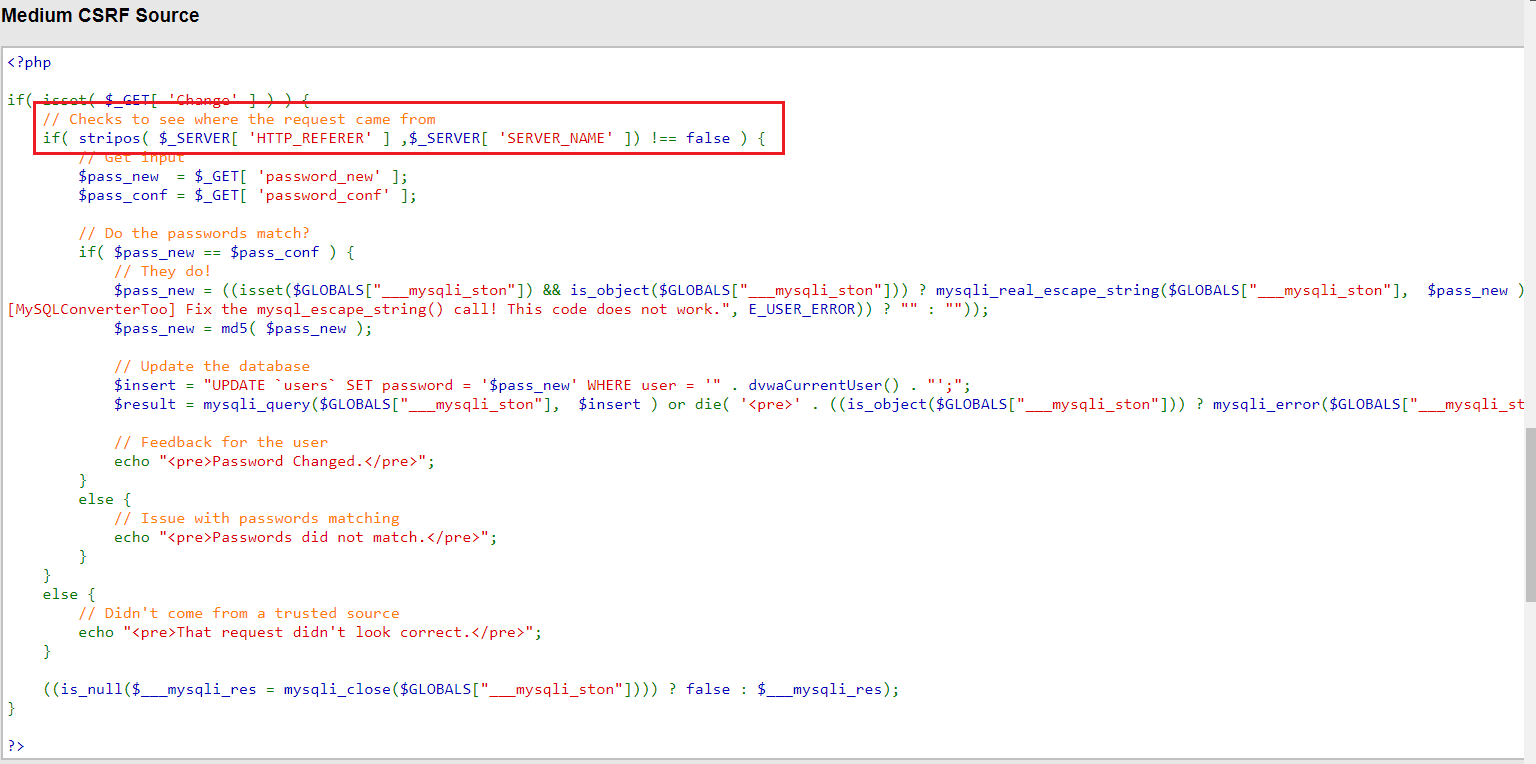 Medium CSRF Source
<?php
if( isset( $_GET[ 'Change' ] ) ) {
// Checks to see where the request came from
if( stripos( $_SERVER[ 'HTTP_REFERER' ] ,$_SERVER[ 'SERVER_NAME' ]) !== false ) {
// Get input
$pass_new  = $_GET[ 'password_new' ];
$pass_conf = $_GET[ 'password_conf' ];
// Do the passwords match?
if( $pass_new == $pass_conf ) {
// They do!
$pass_new = ((isset($GLOBALS["___mysqli_ston"]) && is_object($GLOBALS["___mysqli_ston"])) ? mysqli_real_escape_string($GLOBALS["___mysqli_ston"],  $pass_new )
[MySQLConverterToo] Fix the mysql_escape_string() call! This code does not work.", E_USER_ERROR)) ? "" : ""));
$pass_new = md5( $pass_new );
// Update the database
$insert = "UPDATE `users` SET password = '$pass_new' WHERE user = '" . dvwaCurrentUser() . "';";
$result = mysqli_query($GLOBALS["___mysqli_ston"],  $insert ) or die( '<pre>' . ((is_object($GLOBALS["___mysqli_ston"])) ? mysqli_error($GLOBALS["___mysqli_st
// Feedback for the user
echo "<pre>Password Changed.</pre>";
}
else {
// Issue with passwords matching
echo "<pre>Passwords did not match.</pre>";
}
}
else {
// Didn't come from a trusted source
echo "<pre>That request didn't look correct.</pre>";
}
((is_null($___mysqli_res = mysqli_close($GLOBALS["___mysqli_ston"]))) ? false : $___mysqli_res);
}
?>